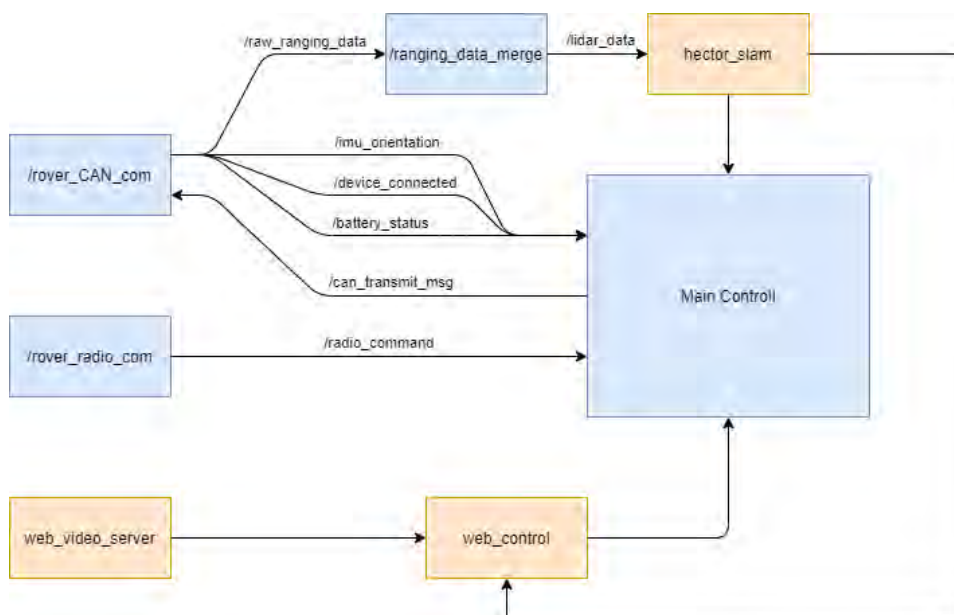 /raw_ranging_data
/ranging_data_merge
/lidar_data
hector_slam
/rover_CAN_com
/imu_orientation
/device_connected
/battery_status
/can_transmit_msg
Main Controll
/rover_radio_com
/radio_command
web_video_server
web_control